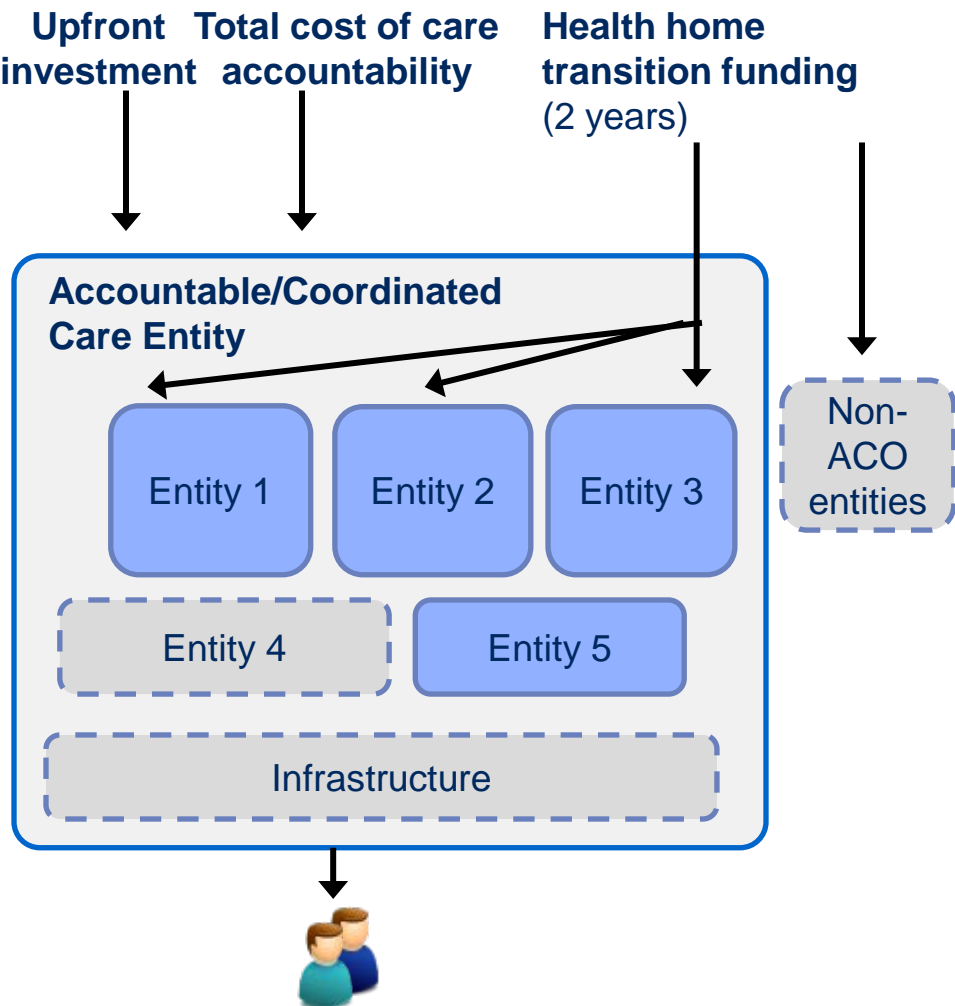 Upfront
investment
Total cost of care
accountability
Health home
transition funding
(2 years)
Accountable/Coordinated
Care Entity
Entity 1
Entity 2
Entity 3
Non-
ACO
entities
Entity 4
Entity 5
Infrastructure